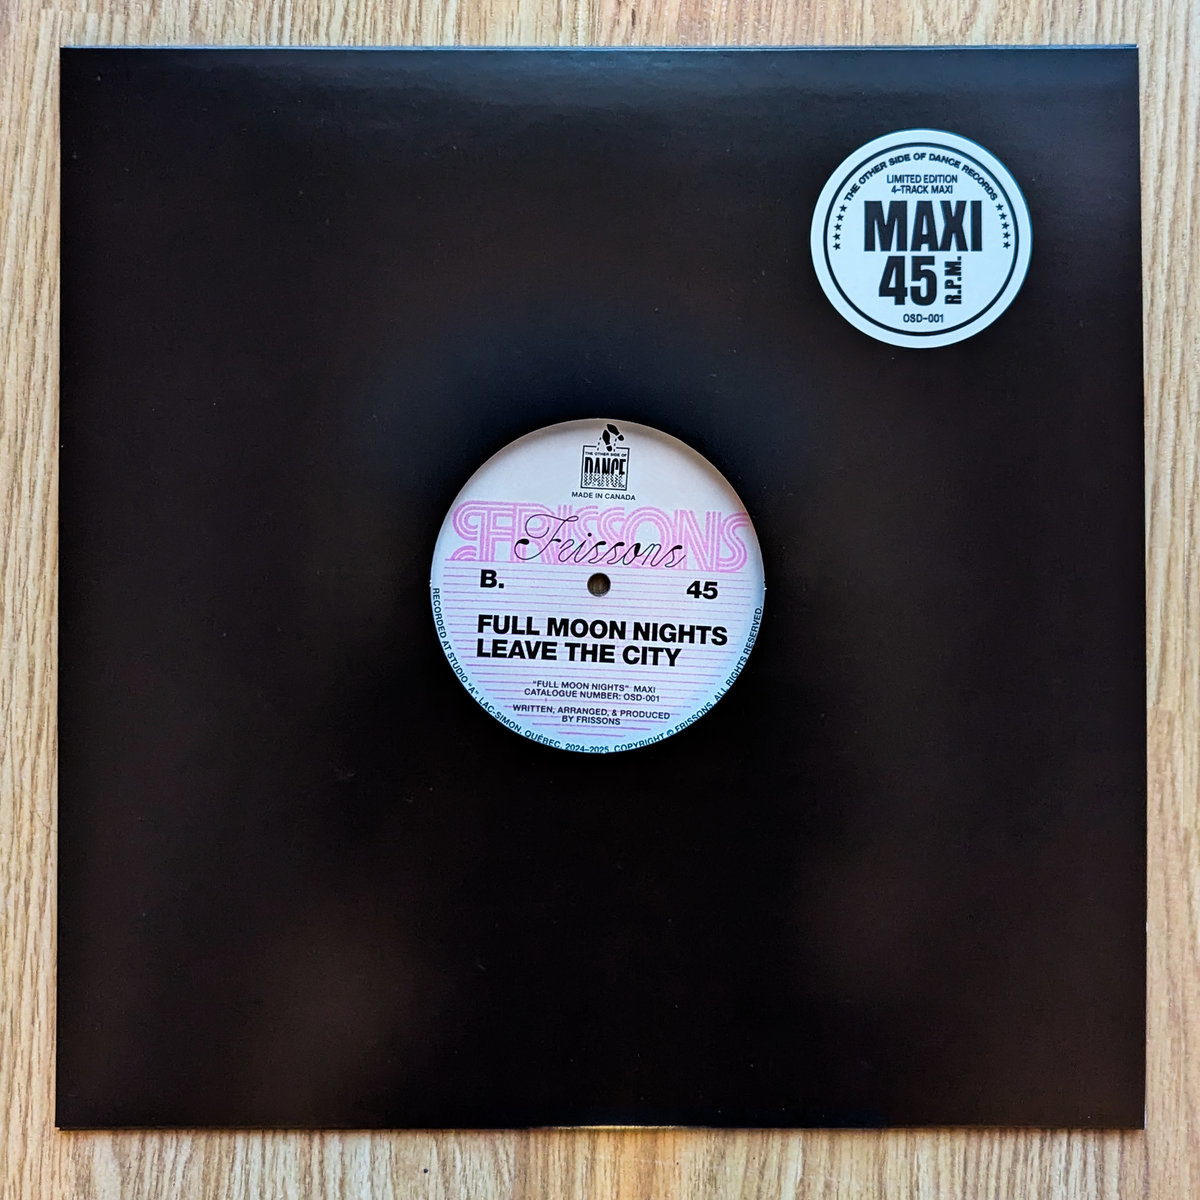 THE OTHER SIDE OF DANCE RECORDS
LIMITED EDITION
4-TRACK MAXI
MAXI
45 R.P.M.
OSD-001
THE OTHER SIDE OF
DANCE
MADE IN CANADA
FRISSONS
Frissons
B. 45
FULL MOON NIGHTS
LEAVE THE CITY
"FULL MOON NIGHTS" MAXI
CATALOGUE NUMBER: OSD-001
WRITTEN, ARRANGED, & PRODUCED
BY FRISSONS
RECORDED AT STUDIO "A", LAC-SIMON, QUÉBEC, 2024–2025. COPYRIGHT © FRISSONS. ALL RIGHTS RESERVED.